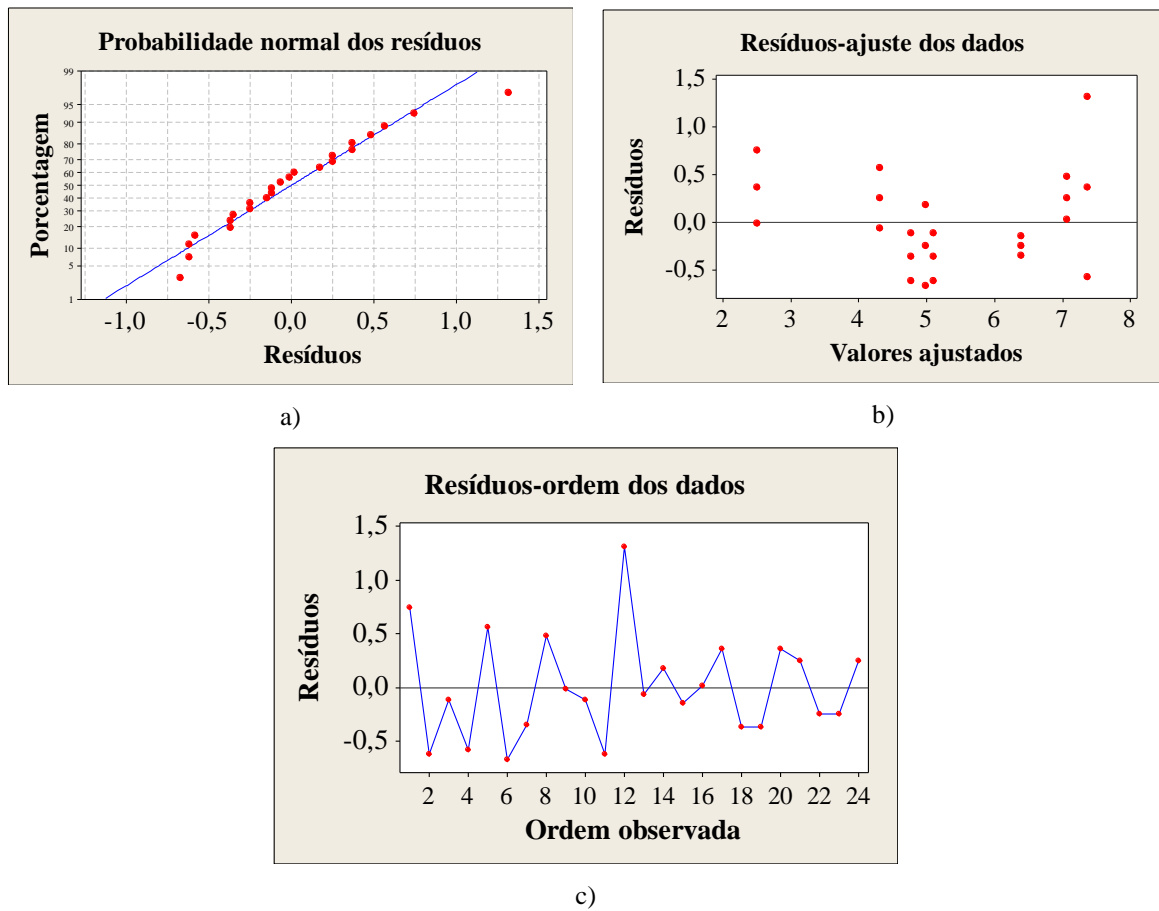 Probabilidade normal dos resíduos
Porcentagem
99
95
90
80
70
60
50
40
30
20
10
5
1
-1,0 -0,5 0,0 0,5 1,0 1,5
Resíduos
a)
Resíduos-ajuste dos dados
Resíduos
1,5
1,0
0,5
0,0
-0,5
2 3 4 5 6 7 8
Valores ajustados
b)
Resíduos-ordem dos dados
Resíduos
1,5
1,0
0,5
0,0
-0,5
2 4 6 8 10 12 14 16 18 20 22 24
Ordem observada
c)